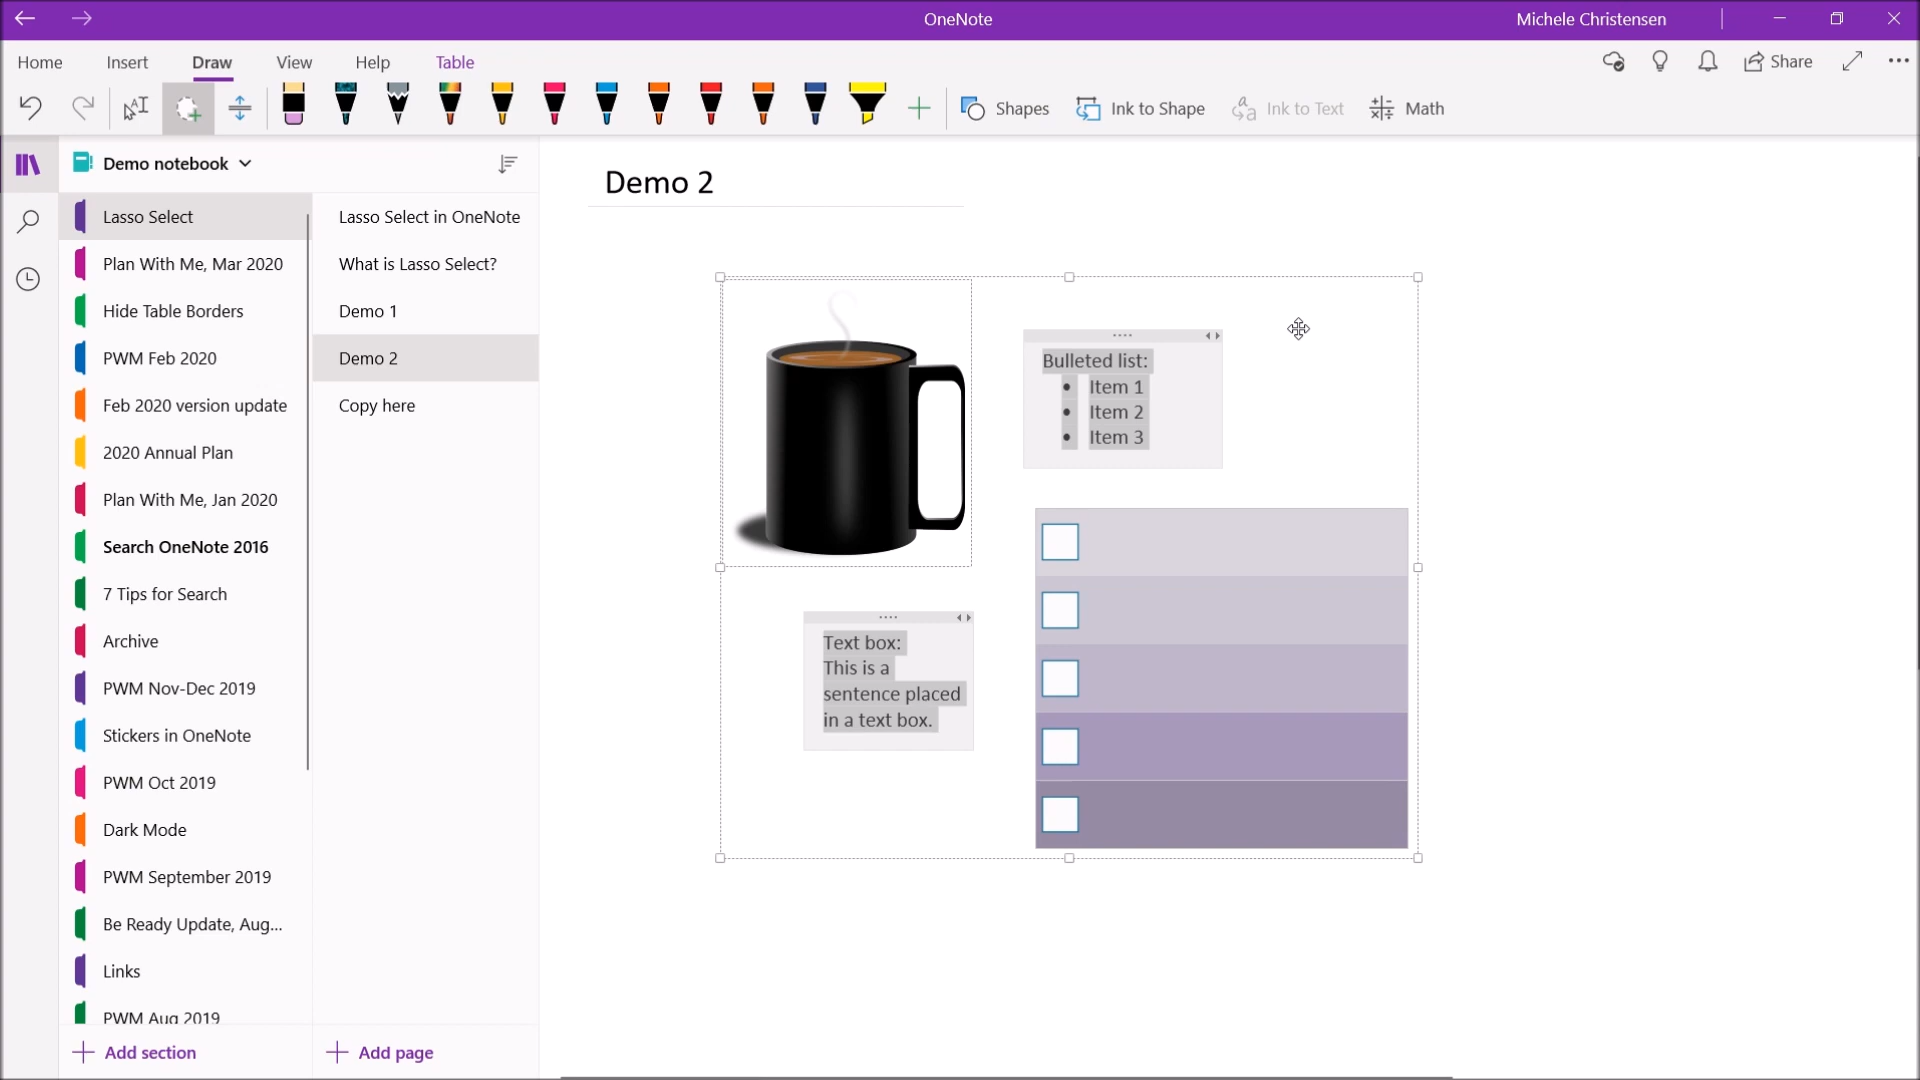 OneNote
Michele Christensen
Home
Insert
Draw
View
Help
Table
Share
Shapes
Ink to Shape
Ink to Text
Math
Demo notebook
Lasso Select
Plan With Me, Mar 2020
Hide Table Borders
PWM Feb 2020
Feb 2020 version update
2020 Annual Plan
Plan With Me, Jan 2020
Search OneNote 2016
7 Tips for Search
Archive
PWM Nov-Dec 2019
Stickers in OneNote
PWM Oct 2019
Dark Mode
PWM September 2019
Be Ready Update, Aug...
Links
PWM Aug 2019
Add section
Lasso Select in OneNote
What is Lasso Select?
Demo 1
Demo 2
Copy here
Add page
Demo 2
Bulleted list:
• Item 1
• Item 2
• Item 3
Text box:
This is a
sentence placed
in a text box.